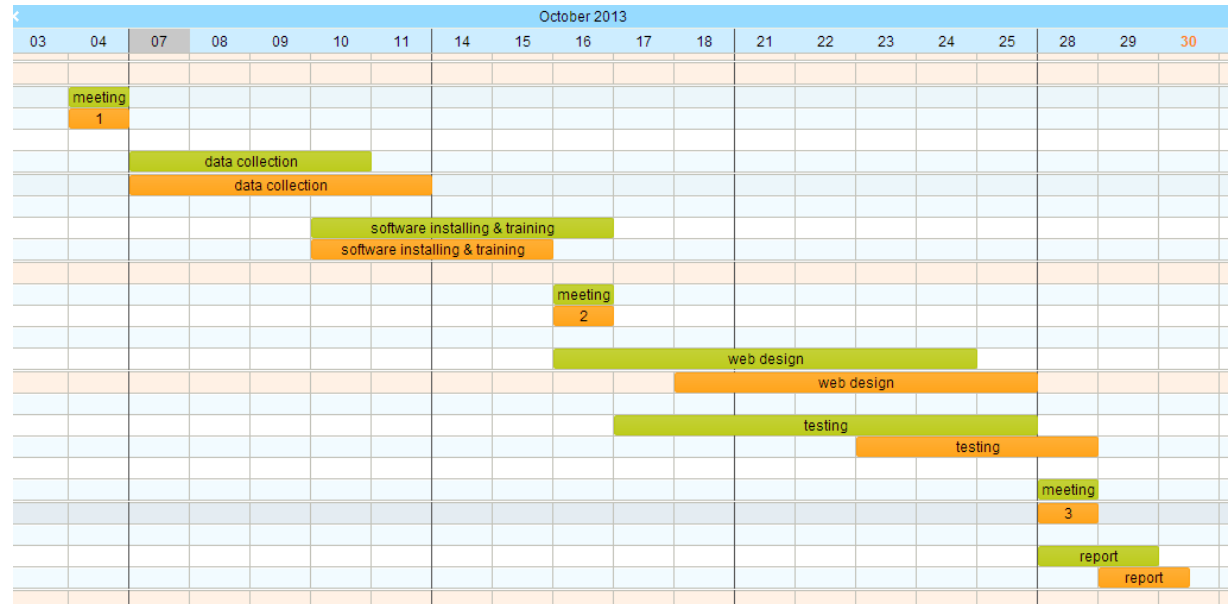 October 2013
03 04 07 08 09 10 11 14 15 16 17 18 21 22 23 24 25 28 29 30
meeting
1
data collection
data collection
software installing & training
software installing & training
meeting
2
web design
web design
testing
testing
meeting
3
report
report